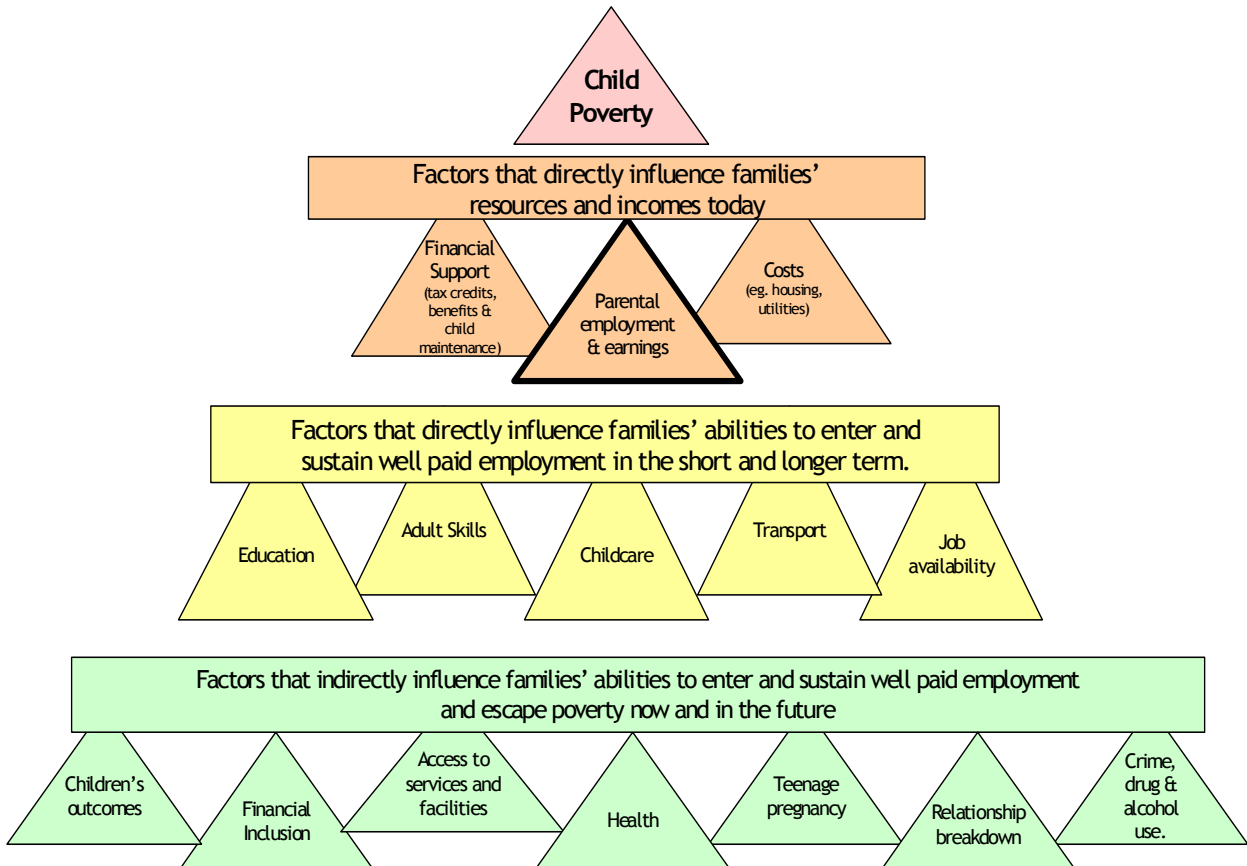 Child
Poverty
Factors that directly influence families’
resources and incomes today
Financial
Support
(tax credits,
benefits &
child
maintenance)
Parental
employment
& earnings
Costs
(eg. housing,
utilities)
Factors that directly influence families’ abilities to enter and
sustain well paid employment in the short and longer term.
Education
Adult Skills
Childcare
Transport
Job
availability
Factors that indirectly influence families’ abilities to enter and sustain well paid employment
and escape poverty now and in the future
Children’s
outcomes
Financial
Inclusion
Access to
services and
facilities
Health
Teenage
pregnancy
Relationship
breakdown
Crime,
drug &
alcohol
use.